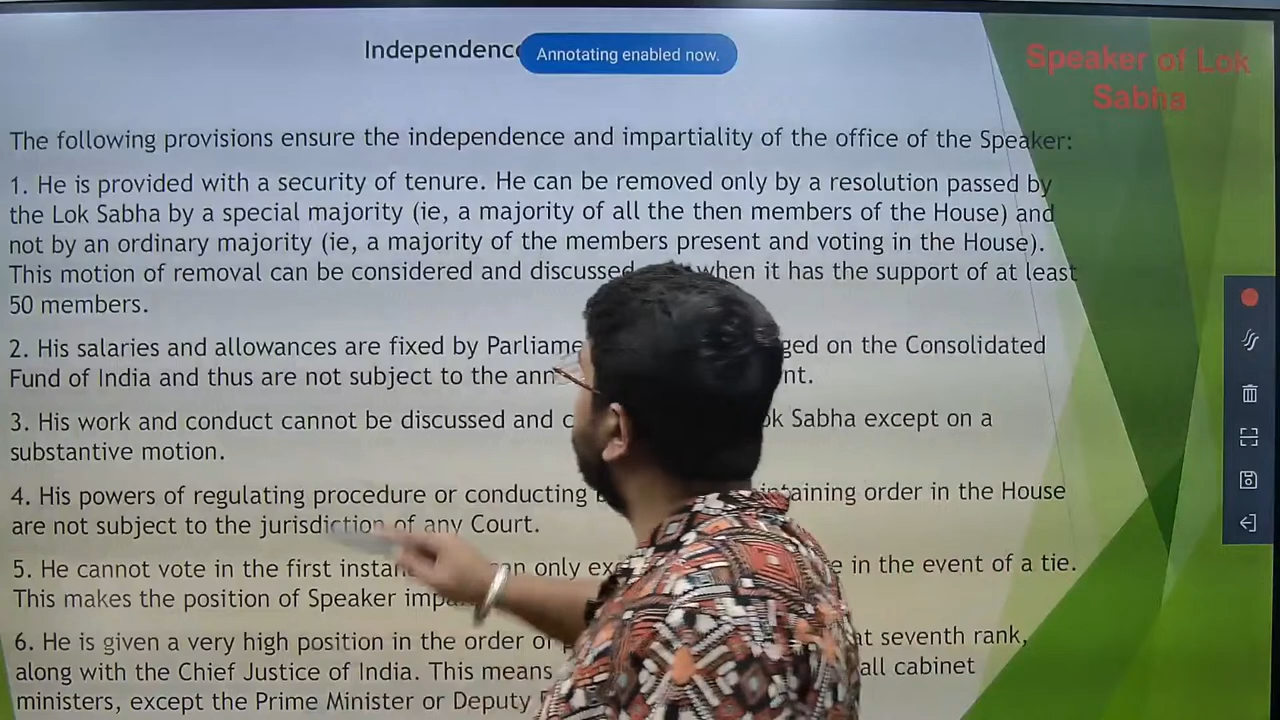 Independence
Annotating enabled now.
Speaker of Lok
Sabha
The following provisions ensure the independence and impartiality of the office of the Speaker:
1. He is provided with a security of tenure. He can be removed only by a resolution passed by
the Lok Sabha by a special majority (ie, a majority of all the then members of the House) and
not by an ordinary majority (ie, a majority of the members present and voting in the House).
This motion of removal can be considered and discussed when it has the support of at least
50 members.
2. His salaries and allowances are fixed by on the Consolidated
Fund of India and thus are not subject to the
3. His work and conduct cannot be discussed and Sabha except on a
substantive motion.
4. His powers of regulating procedure or conducting order in the House
are not subject to the jurisdiction of any Court.
5. He cannot vote in the first only in the event of a tie.
This makes the position of Speaker
6. He is given a very high position in the order of seventh rank,
along with the Chief Justice of India. This means all cabinet
ministers, except the Prime Minister or Deputy